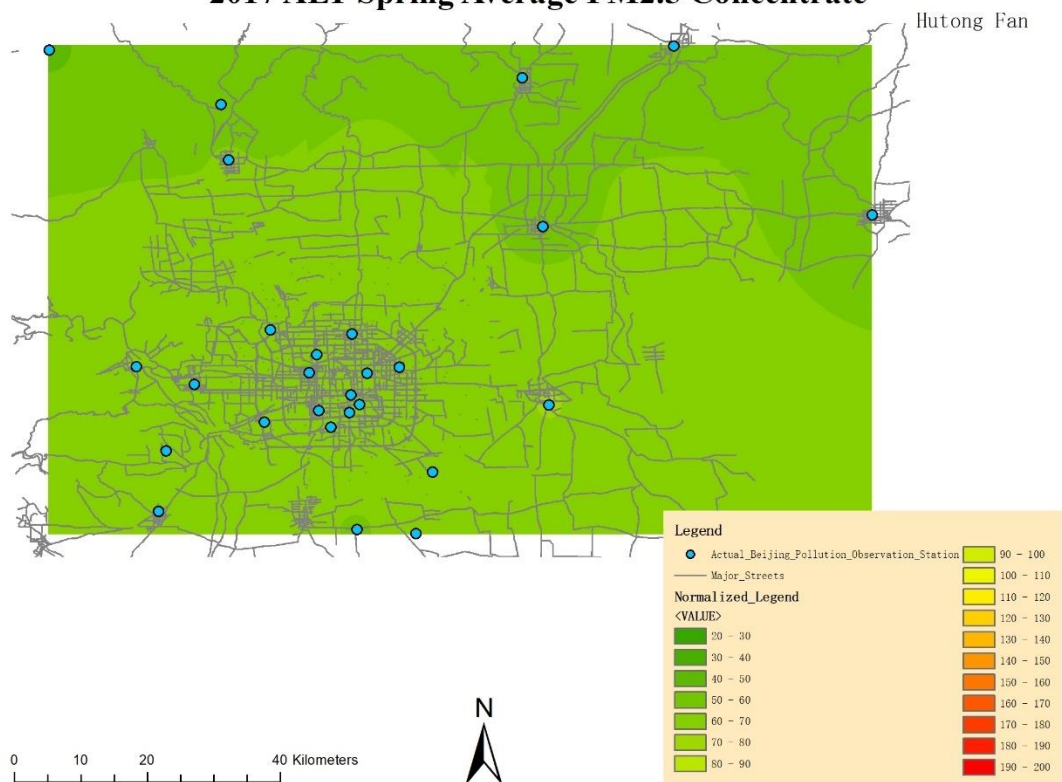 2017 ALY Spring Average PM2.5 Concentrate
Hutong Fan
Legend
Actual_Beijing_Pollution_Observation_Station
Major_Streets
Normalized_Legend
<VALUE>
20 - 30
30 - 40
40 - 50
50 - 60
60 - 70
70 - 80
80 - 90
90 - 100
100 - 110
110 - 120
120 - 130
130 - 140
140 - 150
150 - 160
160 - 170
170 - 180
180 - 190
190 - 200
N
0 10 20 40 Kilometers